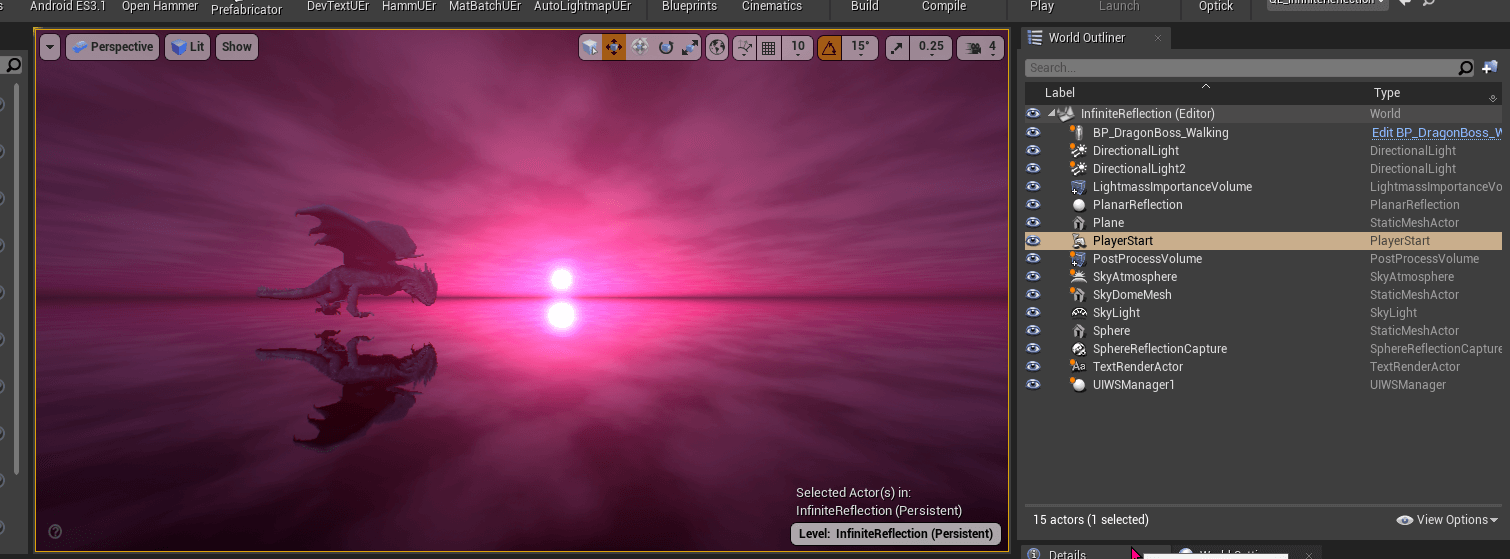 Android ES3.1 Open Hammer Prefabricator DevTextUEr HammUEr MatBatchUEr AutoLightmapUEr Blueprints Cinematics Build Compile Play Launch Optick
Perspective Lit Show 10 15° 0.25 4
World Outliner
Search...
Label Type
InfiniteReflection (Editor) World
BP_DragonBoss_Walking Edit BP_DragonBoss_W
DirectionalLight DirectionalLight
DirectionalLight2 DirectionalLight
LightmassImportanceVolume LightmassImportanceVo
PlanarReflection PlanarReflection
Plane StaticMeshActor
PlayerStart PlayerStart
PostProcessVolume PostProcessVolume
SkyAtmosphere SkyAtmosphere
SkyDomeMesh StaticMeshActor
SkyLight SkyLight
Sphere StaticMeshActor
SphereReflectionCapture SphereReflectionCapture
TextRenderActor TextRenderActor
Aa
UIWSManager1 UIWSManager
Selected Actor(s) in:
InfiniteReflection (Persistent)
Level: InfiniteReflection (Persistent)
15 actors (1 selected) View Options
Details